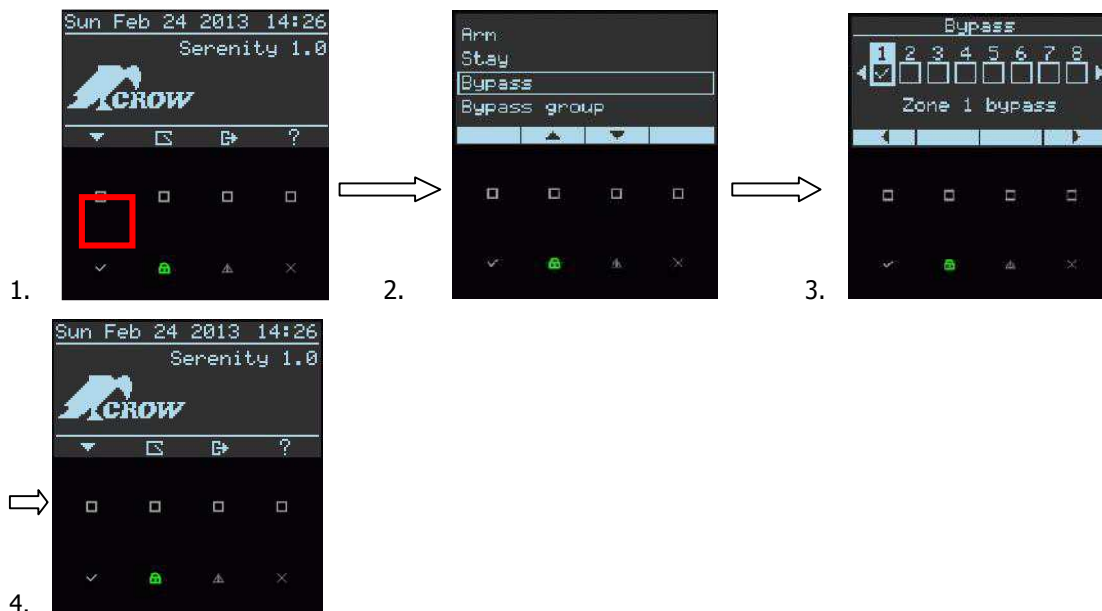 Sun Feb 24 2013 14:26
Serenity 1.0
CROW
?
1.
Arm
Stay
Bypass
Bypass group
2.
Bypass
1 2 3 4 5 6 7 8
Zone 1 bypass
3.
Sun Feb 24 2013 14:26
Serenity 1.0
CROW
?
4.